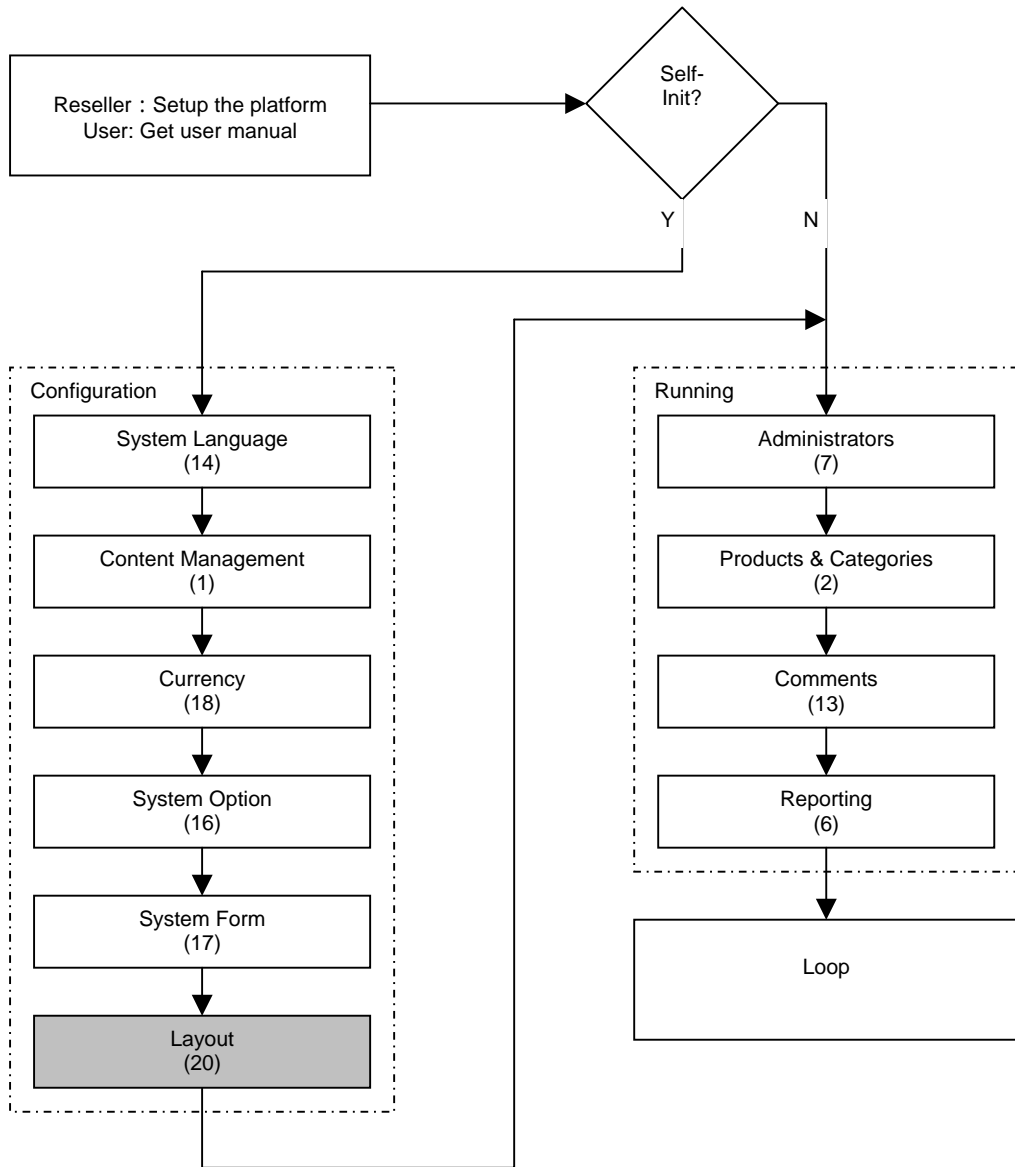 Reseller：Setup the platform
User: Get user manual
Self-
Init?
Y
N
Configuration
System Language
(14)
Content Management
(1)
Currency
(18)
System Option
(16)
System Form
(17)
Layout
(20)
Running
Administrators
(7)
Products & Categories
(2)
Comments
(13)
Reporting
(6)
Loop